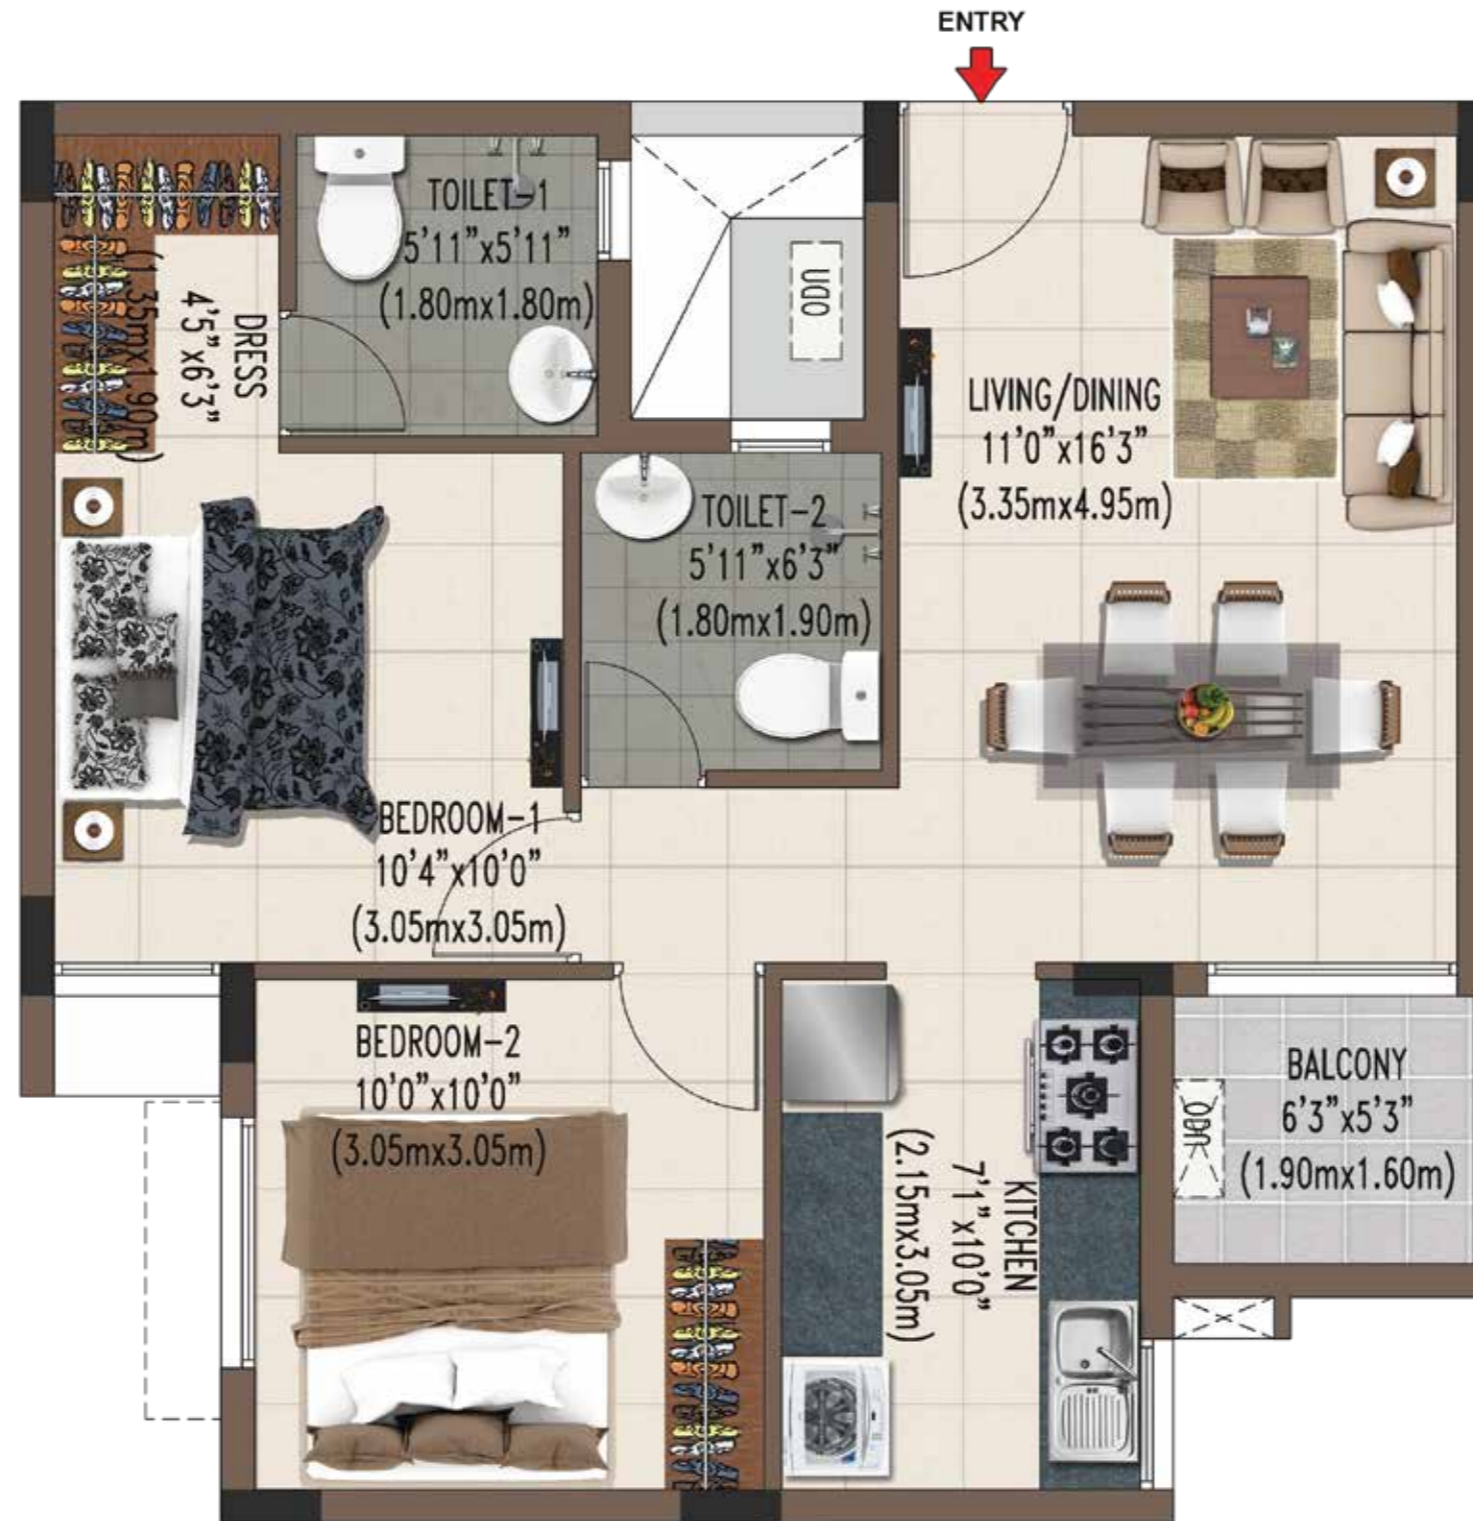 ENTRY
TOILET-1
5'11"x5'11"
(1.80mx1.80m)
DRESS
4'5"x6'3"
(1.35mx1.90m)
ODU
LIVING/DINING
11'0"x16'3"
(3.35mx4.95m)
TOILET-2
5'11"x6'3"
(1.80mx1.90m)
BEDROOM-1
10'4"x10'0"
(3.05mx3.05m)
BEDROOM-2
10'0"x10'0"
(3.05mx3.05m)
KITCHEN
7'1"x10'0"
(2.15mx3.05m)
BALCONY
6'3"x5'3"
(1.90mx1.60m)
ODU